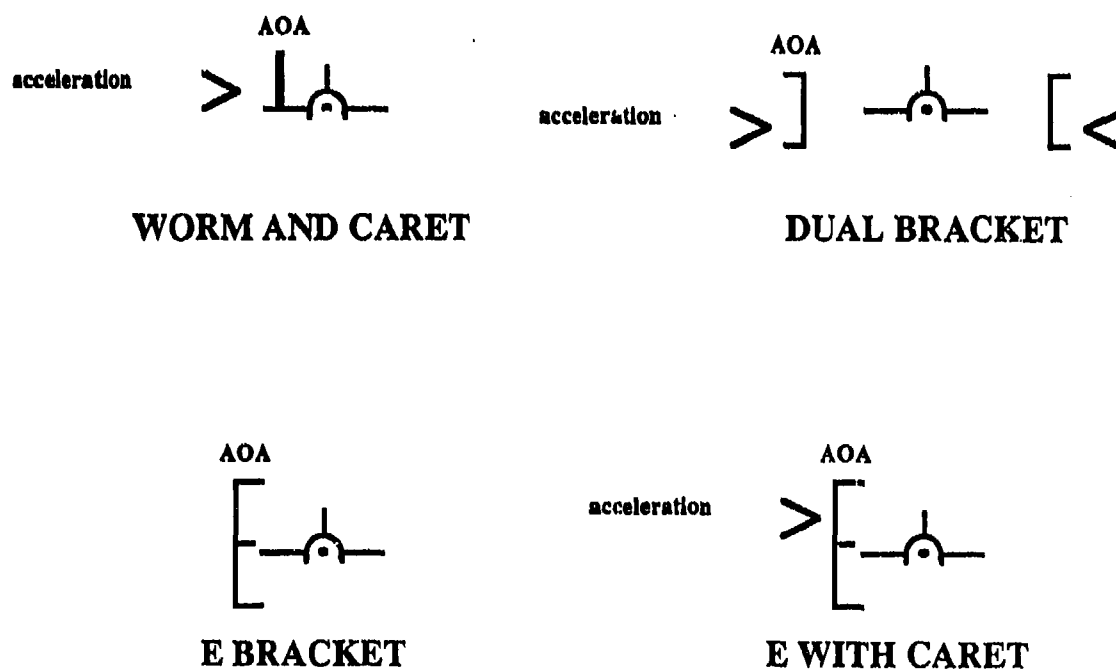 AOA
acceleration
WORM AND CARET
AOA
acceleration
DUAL BRACKET
AOA
E BRACKET
AOA
acceleration
E WITH CARET